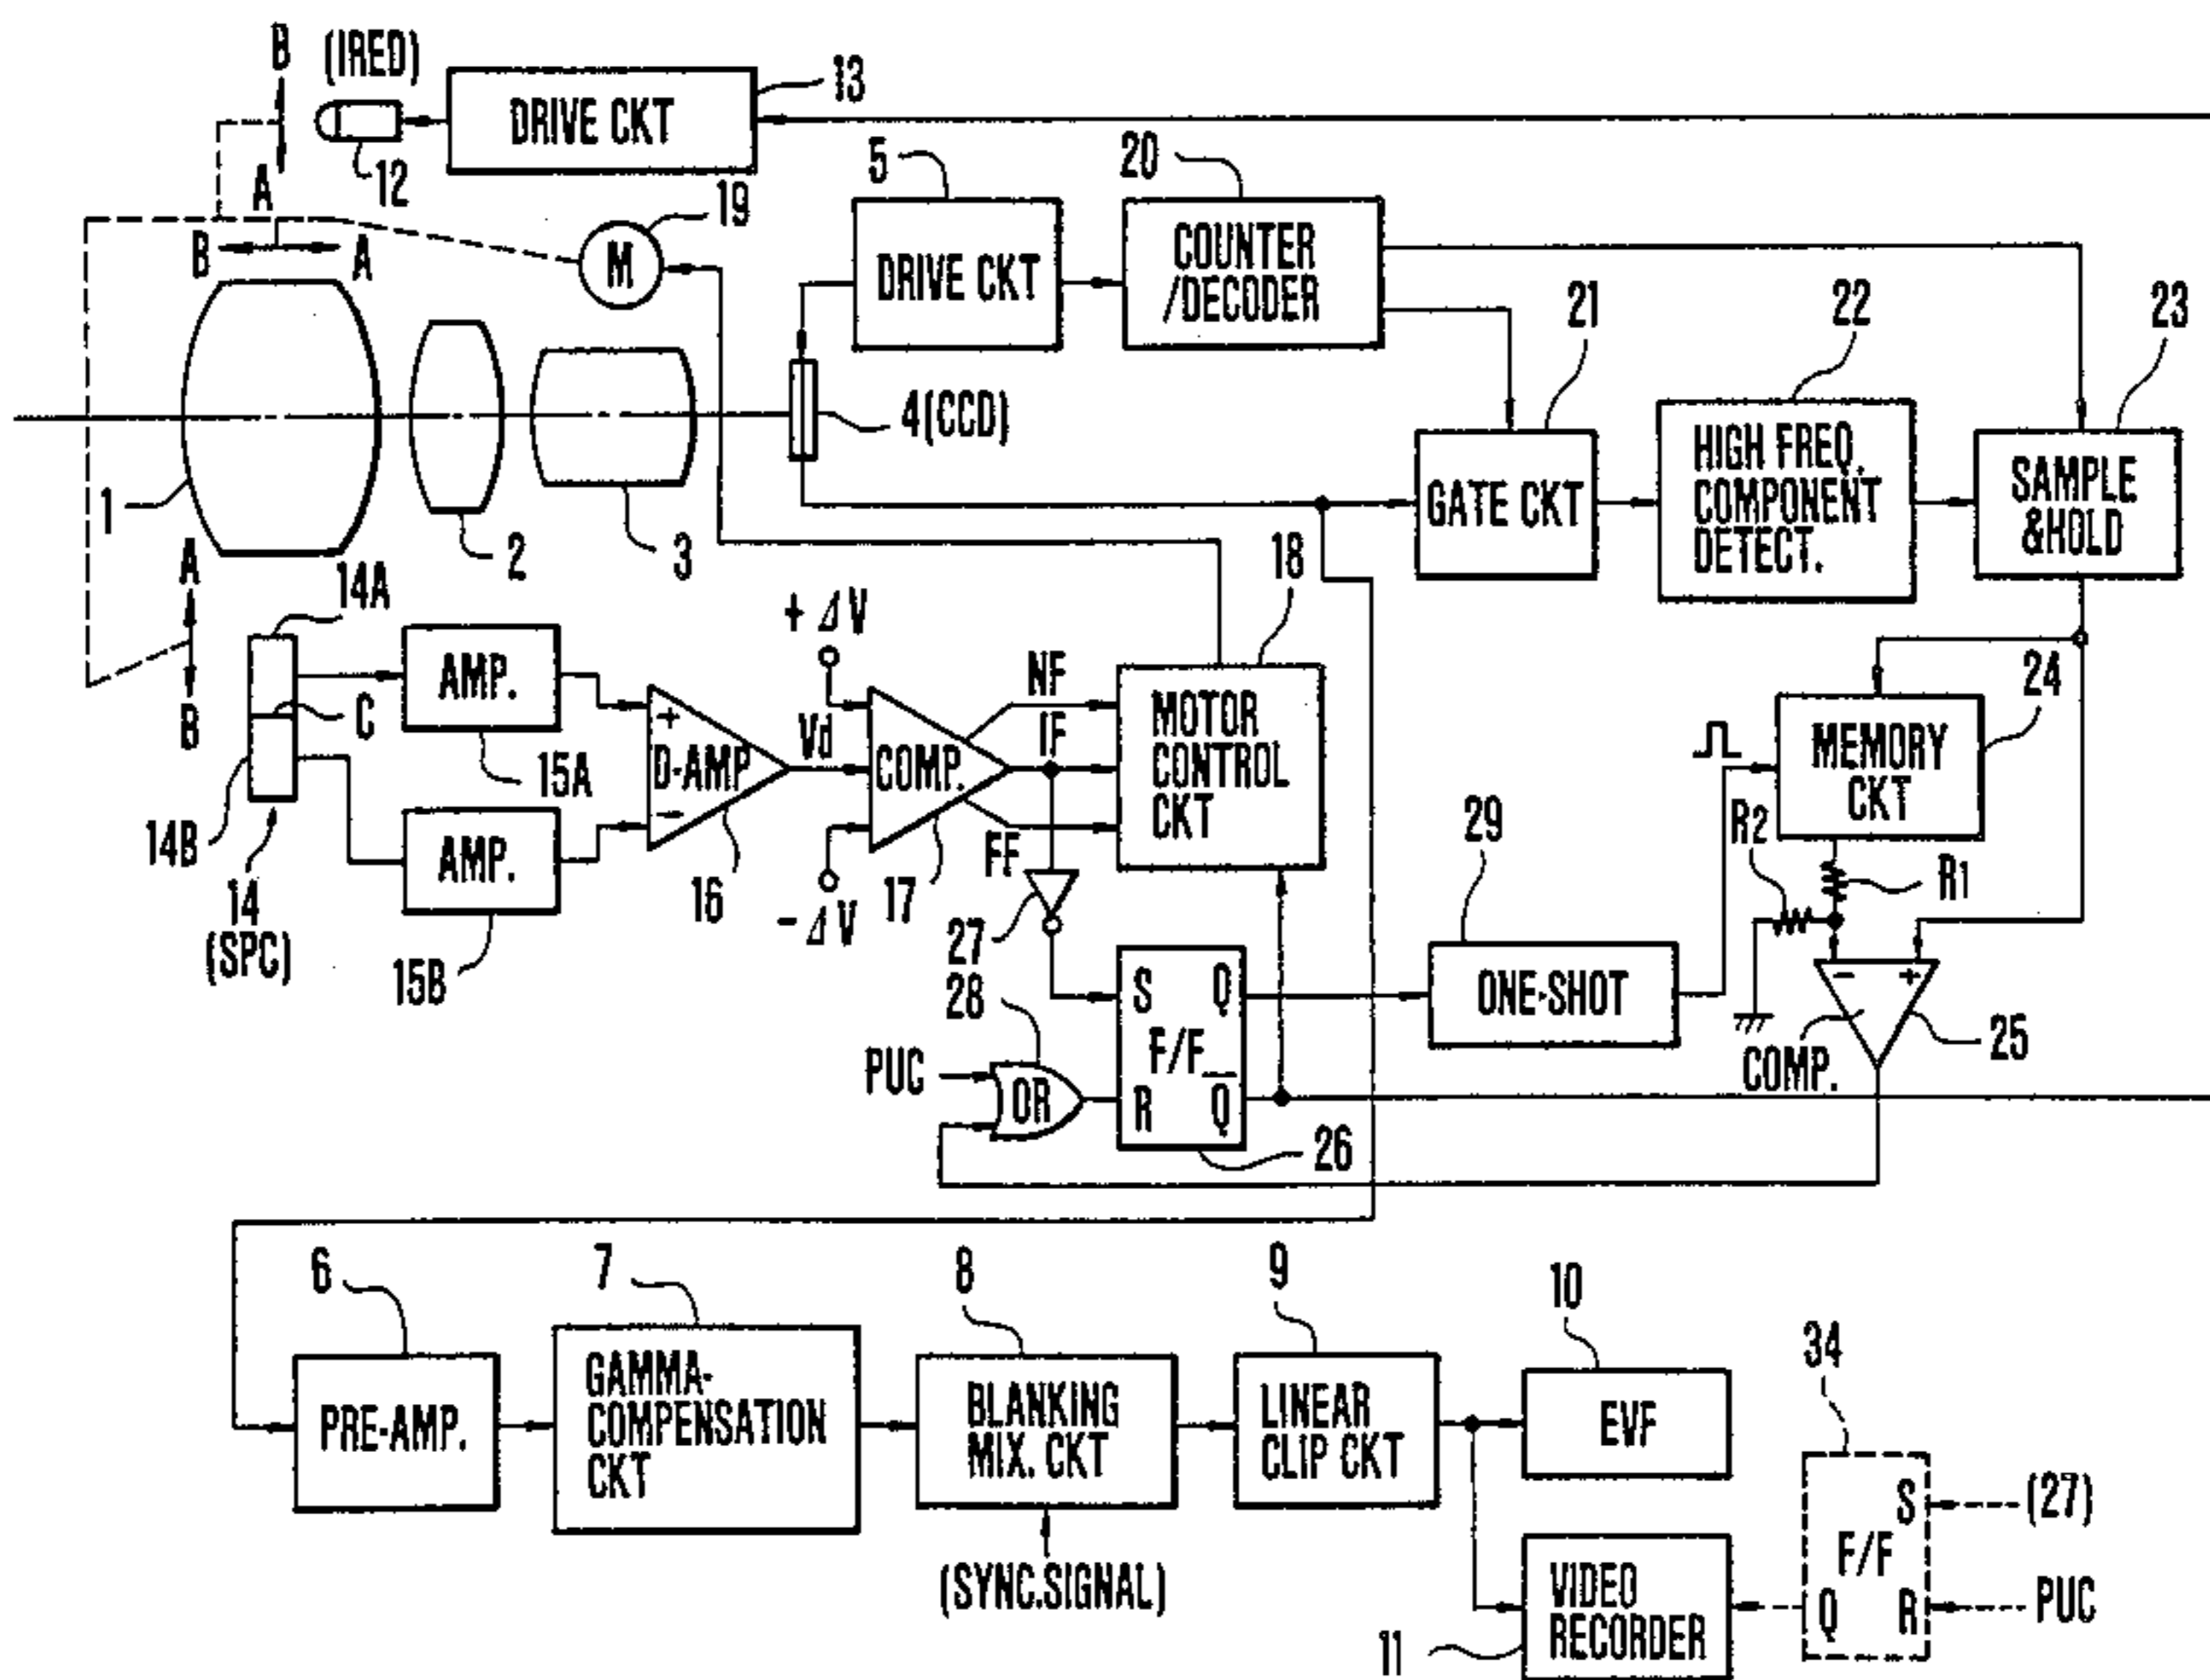 B
(IRED)
DRIVE CKT
13
12
A
19
M
B
A
5
DRIVE CKT
20
COUNTER
/DECODER
21
22
23
4(CCD)
GATE CKT
HIGH FREQ.
COMPONENT
DETECT.
SAMPLE
&HOLD
1
2
3
A
B
14A
14B
C
14
(SPC)
AMP.
15A
AMP.
15B
+
D-AMP
−
16
Vd
+ΔV
−ΔV
COMP.
17
NF
IF
FF
18
MOTOR
CONTROL
CKT
24
MEMORY
CKT
R2
R1
29
ONE-SHOT
27
28
PUC
OR
S Q
F/F
R Q̅
26
− +
COMP.
25
6
PRE-AMP.
7
GAMMA-
COMPENSATION
CKT
8
BLANKING
MIX. CKT
(SYNC.SIGNAL)
9
LINEAR
CLIP CKT
10
EVF
11
VIDEO
RECORDER
34
S
F/F
Q R
(27)
PUC